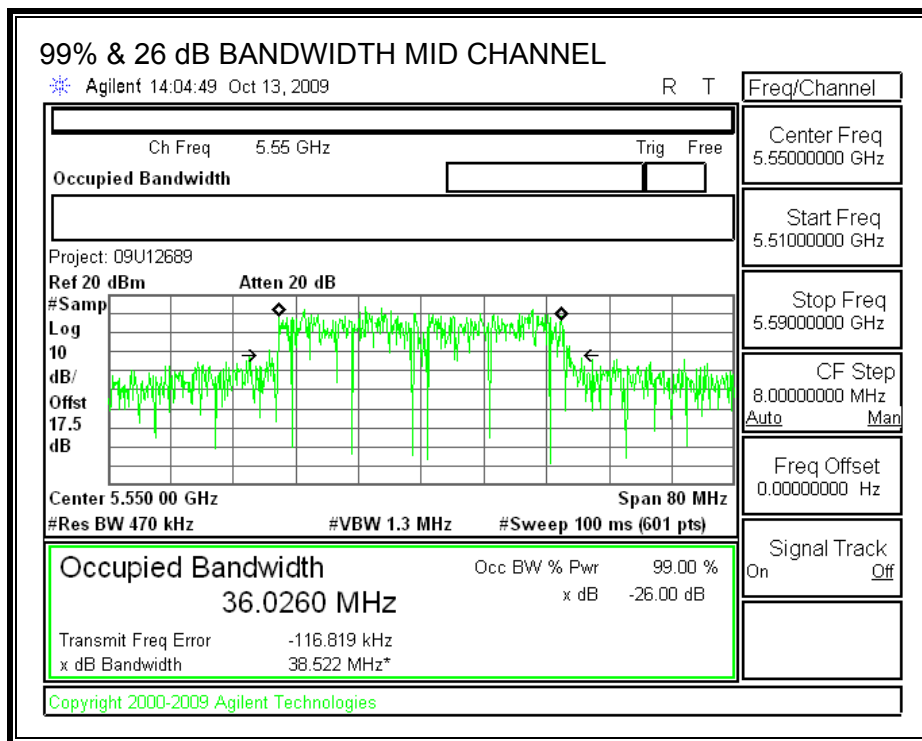 99% & 26 dB BANDWIDTH MID CHANNEL
Agilent 14:04:49 Oct 13, 2009 R T
Freq/Channel
Ch Freq 5.55 GHz Trig Free
Occupied Bandwidth
Center Freq
5.55000000 GHz
Start Freq
5.51000000 GHz
Stop Freq
5.59000000 GHz
CF Step
8.00000000 MHz
Auto Man
Freq Offset
0.00000000 Hz
Signal Track
On Off
Project: 09U12689
Ref 20 dBm Atten 20 dB
#Samp
Log
10
dB/
Offst
17.5
dB
Center 5.550 00 GHz Span 80 MHz
#Res BW 470 kHz #VBW 1.3 MHz #Sweep 100 ms (601 pts)
Occupied Bandwidth
36.0260 MHz
Occ BW % Pwr 99.00 %
x dB -26.00 dB
Transmit Freq Error -116.819 kHz
x dB Bandwidth 38.522 MHz*
Copyright 2000-2009 Agilent Technologies